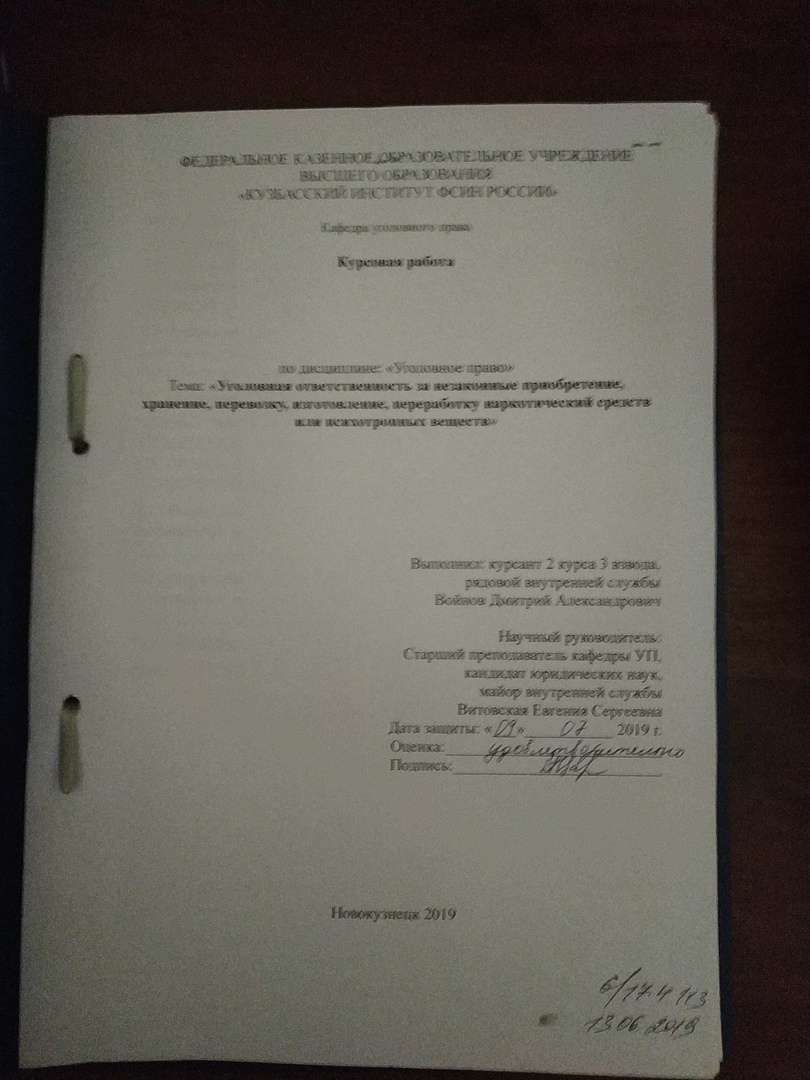 ФЕДЕРАЛЬНОЕ КАЗЕННОЕ ОБРАЗОВАТЕЛЬНОЕ УЧРЕЖДЕНИЕ
ВЫСШЕГО ОБРАЗОВАНИЯ
«КУЗБАССКИЙ ИНСТИТУТ ФСИН РОССИИ»
Кафедра уголовного права
Курсовая работа
по дисциплине: «Уголовное право»
Тема: «Уголовная ответственность за незаконные приобретение,
хранение, перевозку, изготовление, переработку наркотический средств
или психотропных веществ»
Выполнил: курсант 2 курса 3 взвода,
рядовой внутренней службы
Войнов Дмитрий Александрович
Научный руководитель:
Старший преподаватель кафедры УП,
кандидат юридических наук,
майор внутренней службы
Витовская Евгения Сергеевна
Дата защиты: «09» 07 2019 г.
Оценка: удовлетворительно
Подпись:
Новокузнецк 2019
13.06.2019